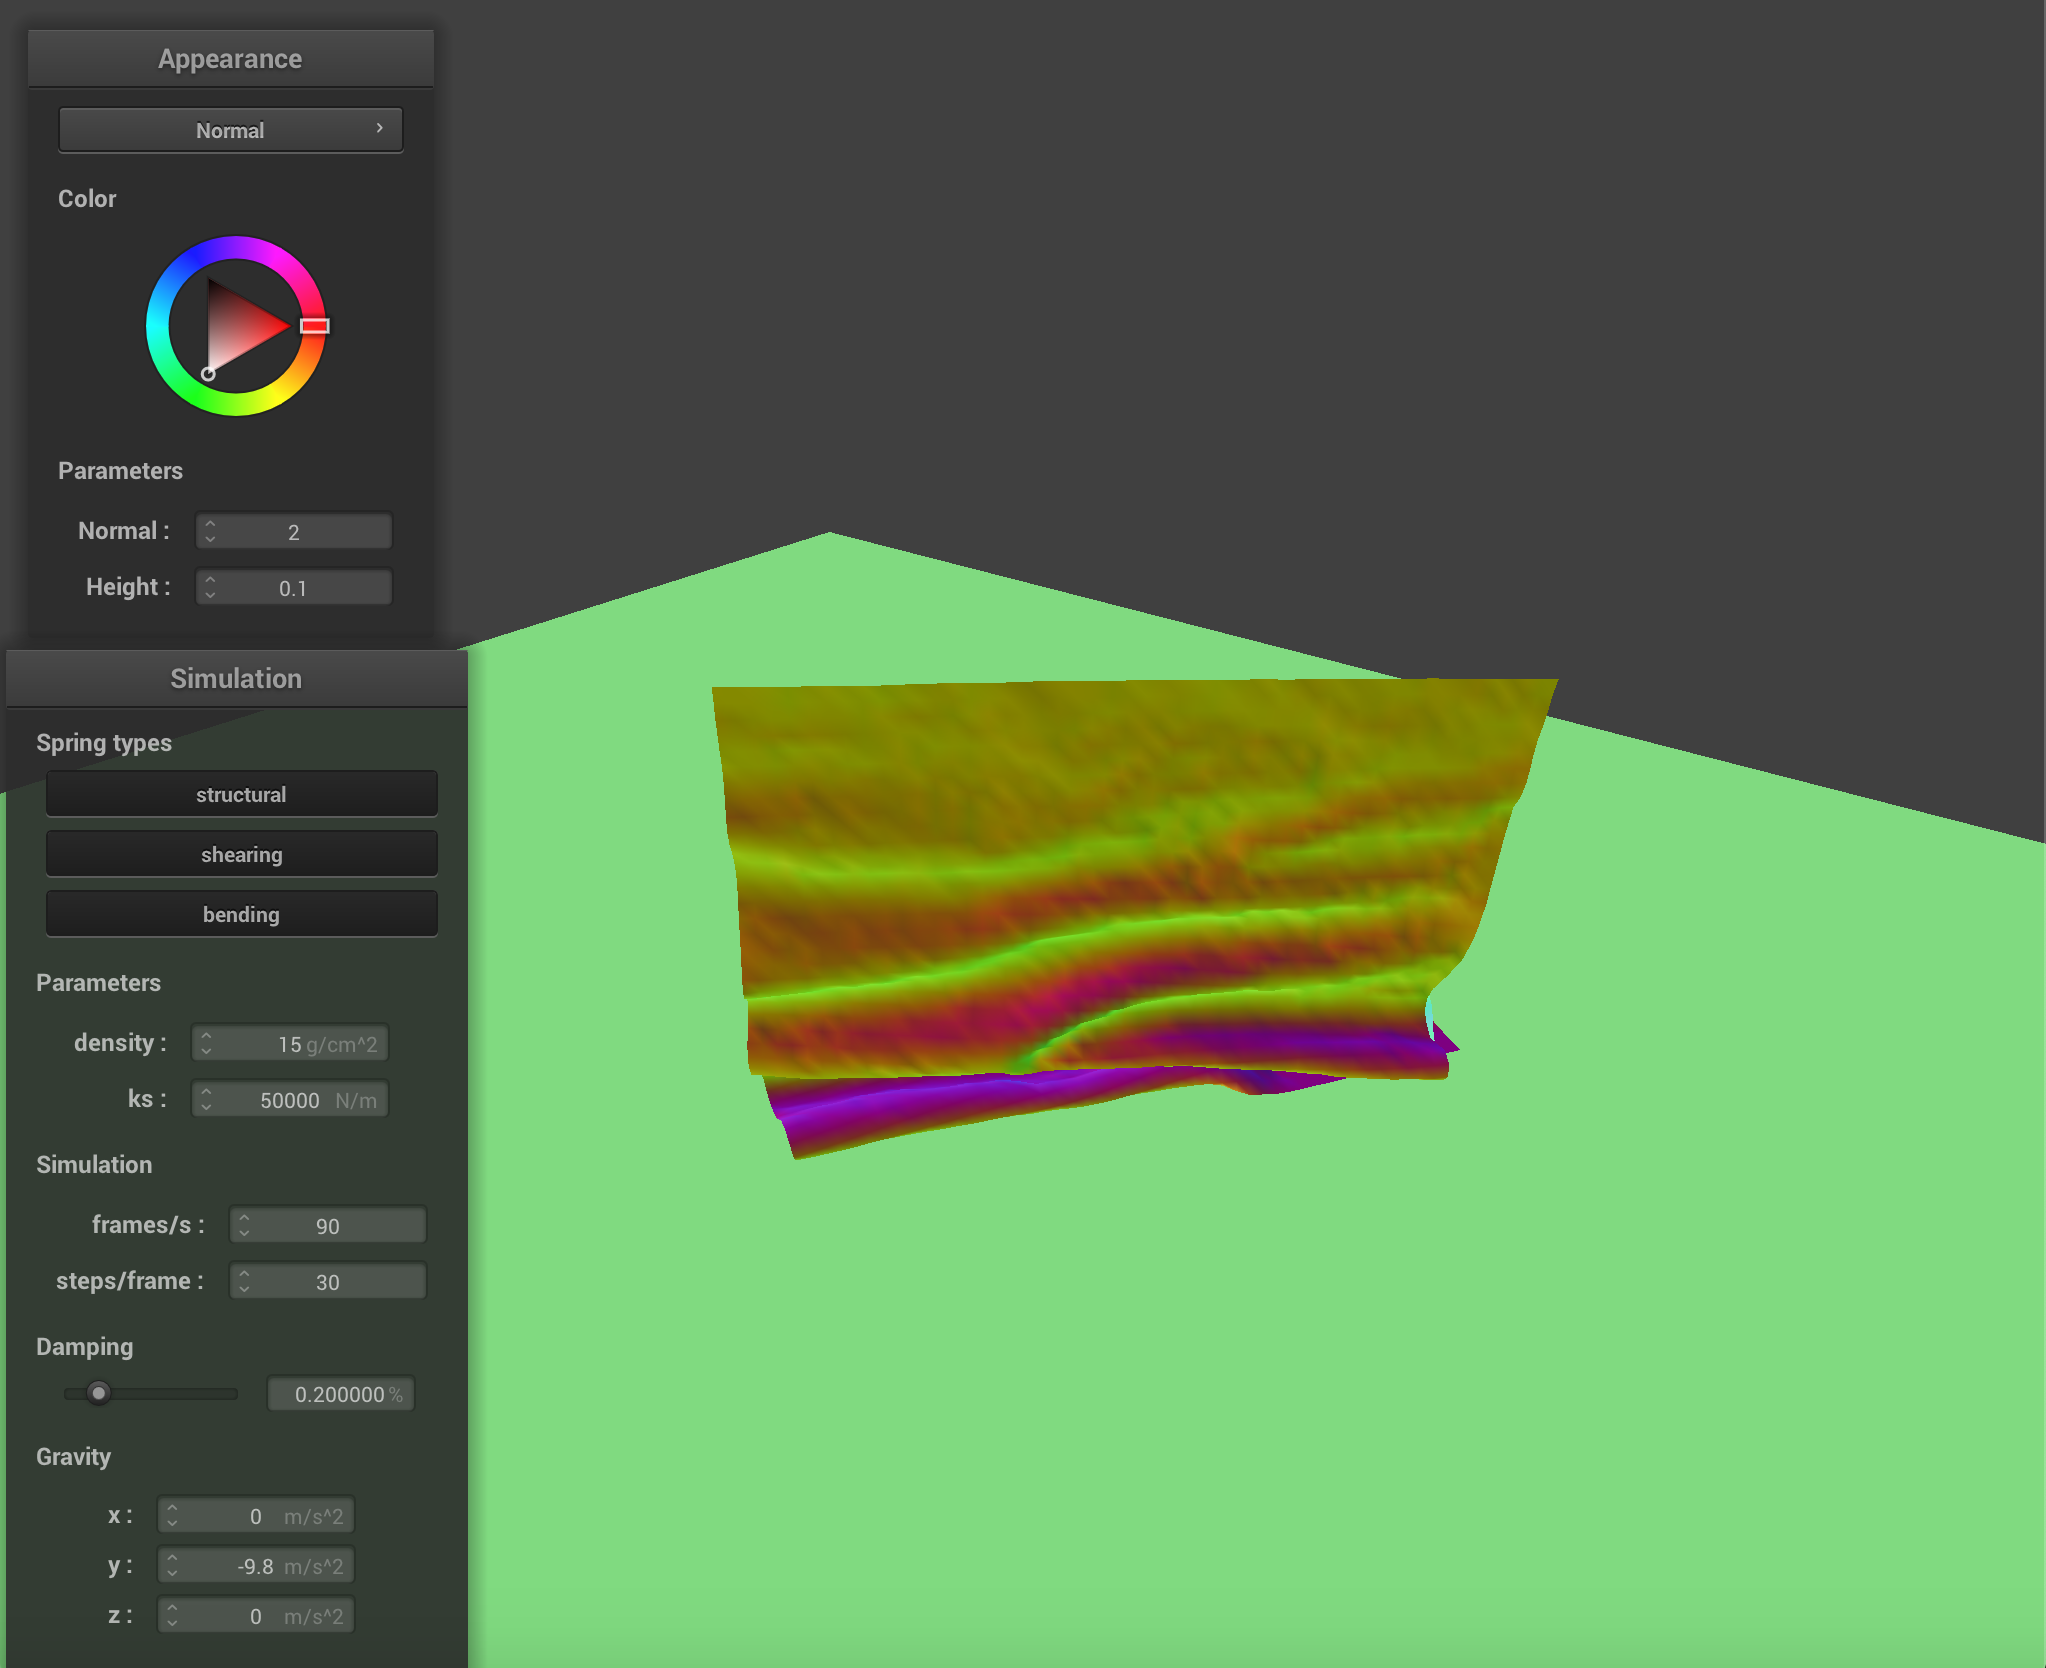 Appearance
Normal
Color
Parameters
Normal : 2
Height : 0.1
Simulation
Spring types
structural
shearing
bending
Parameters
density : 15 g/cm^2
ks : 50000 N/m
Simulation
frames/s : 90
steps/frame : 30
Damping
0.200000 %
Gravity
x : 0 m/s^2
y : -9.8 m/s^2
z : 0 m/s^2